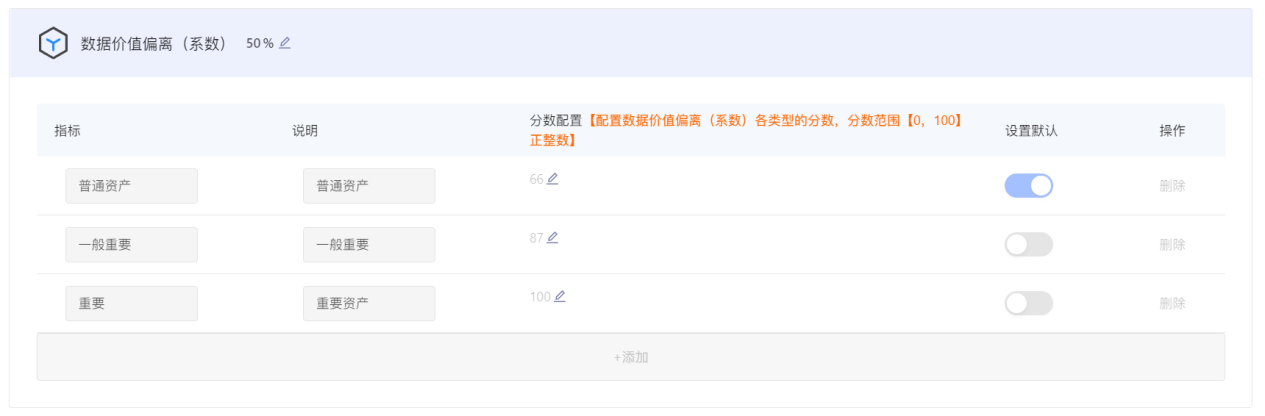 数据价值偏离（系数） 50%
指标 说明 分数配置【配置数据价值偏离（系数）各类型的分数，分数范围【0，100】 设置默认 操作
正整数】
普通资产 普通资产 66 删除
一般重要 一般重要 87 删除
重要 重要资产 100 删除
+添加